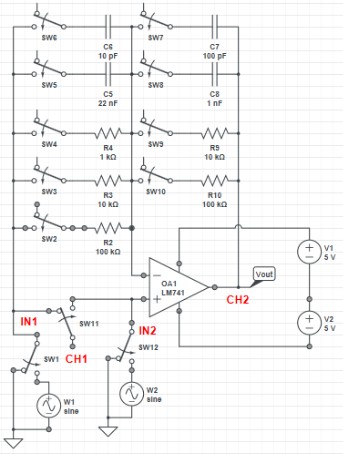 SW6
C6
10 pF
SW7
C7
100 pF
SW5
C5
22 nF
SW8
C8
1 nF
SW4
R4
1 kΩ
SW9
R9
10 kΩ
SW3
R3
10 kΩ
SW10
R10
100 kΩ
SW2
R2
100 kΩ
OA1
LM741
Vout
V1
5 V
CH2
V2
5 V
IN1
SW11
IN2
CH1
SW1
SW12
W1
sine
W2
sine